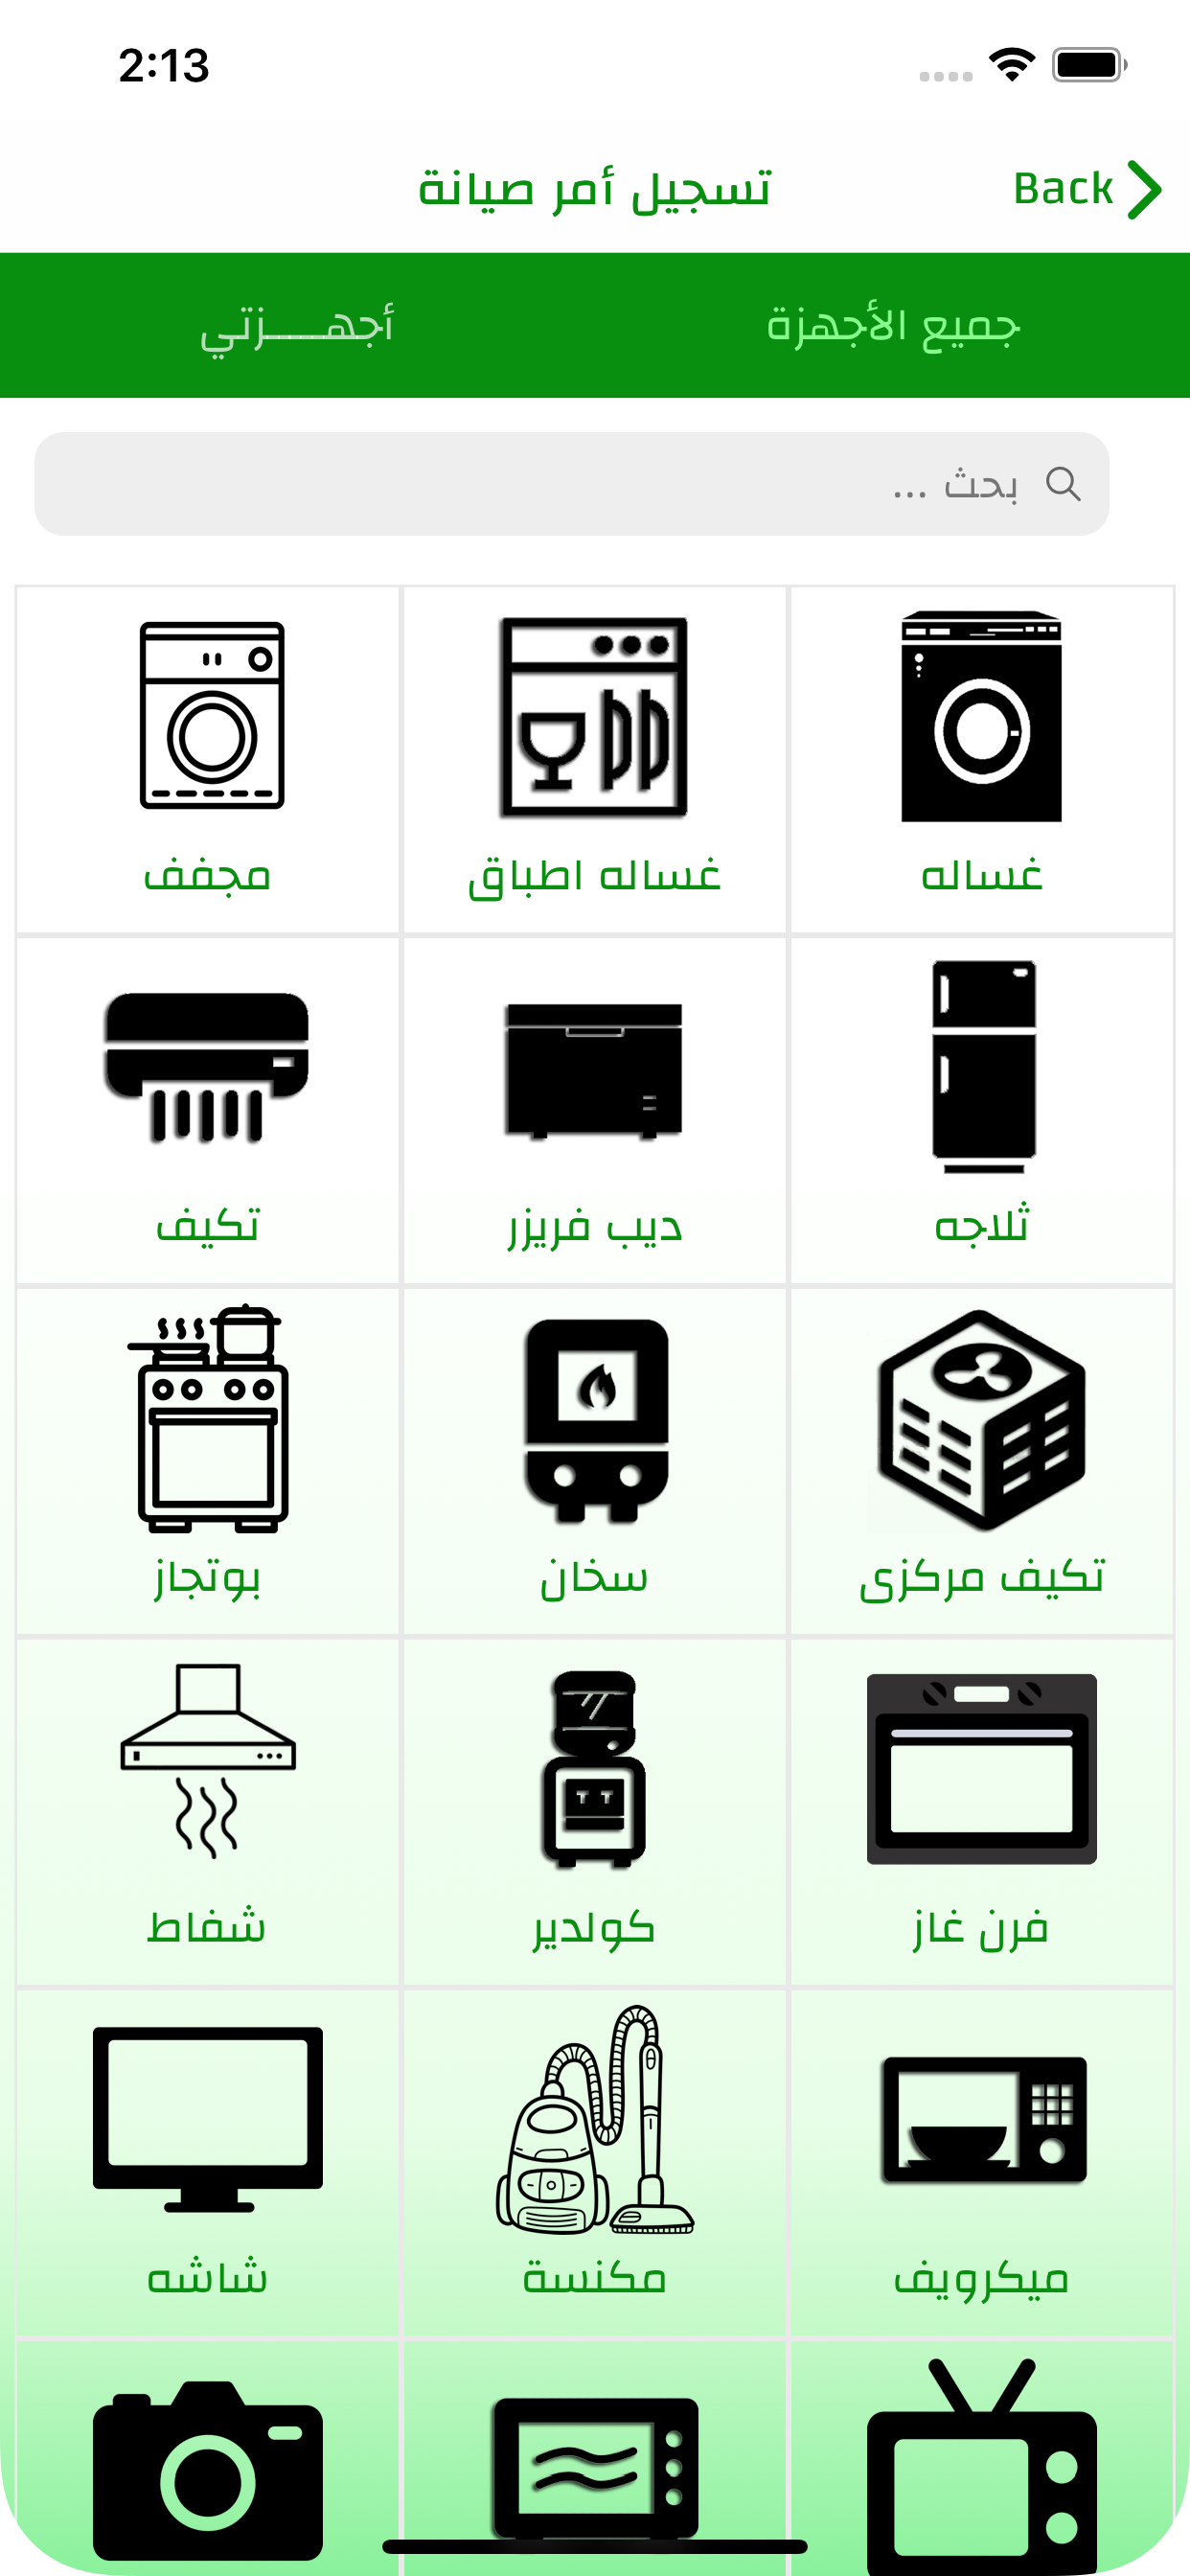 2:13
Back
تسجيل أمر صيانة
جميع الأجهزة
أجهـــــزتي
بحث ...
غساله
غساله اطباق
مجفف
ثلاجه
ديب فريزر
تكيف
تكيف مركزى
سخان
بوتجاز
فرن غاز
كولدير
شفاط
ميكرويف
مكنسة
شاشه